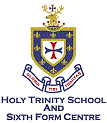 HOLY TRINITY SCHOOL
AND
SIXTH FORM CENTRE